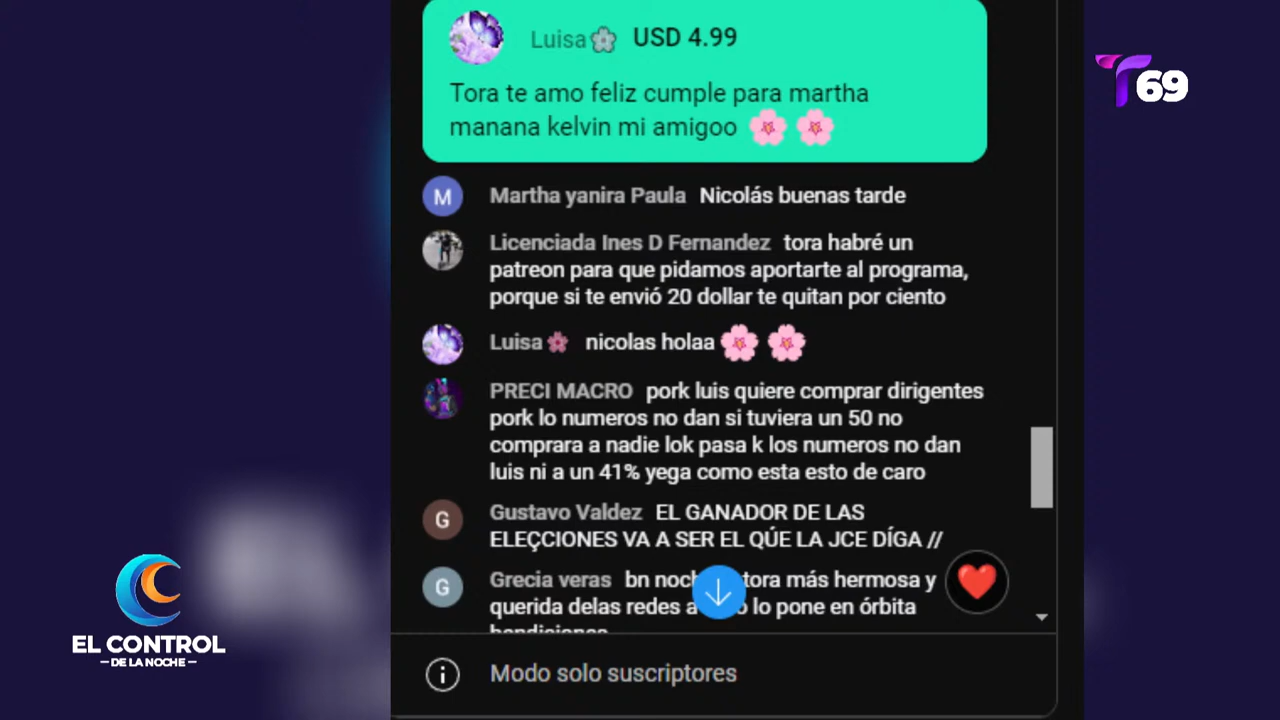 Luisa🌸 USD 4.99
Tora te amo feliz cumple para martha
manana kelvin mi amigoo 🌸 🌸
T 69
M Martha yanira Paula Nicolás buenas tarde
Licenciada Ines D Fernandez tora habré un
patreon para que pidamos aportarte al programa,
porque si te envió 20 dollar te quitan por ciento
Luisa🌸 nicolas holaa🌸 🌸
PRECI MACRO pork luis quiere comprar dirigentes
pork lo numeros no dan si tuviera un 50 no
comprara a nadie lok pasa k los numeros no dan
luis ni a un 41% yega como esta esto de caro
G Gustavo Valdez EL GANADOR DE LAS
ELEÇCIONES VA A SER EL QÚE LA JCE DÍGA //
G Grecia veras bn tora más hermosa y
querida delas redes lo pone en órbita
Modo solo suscriptores
EL CONTROL
DE LA NOCHE